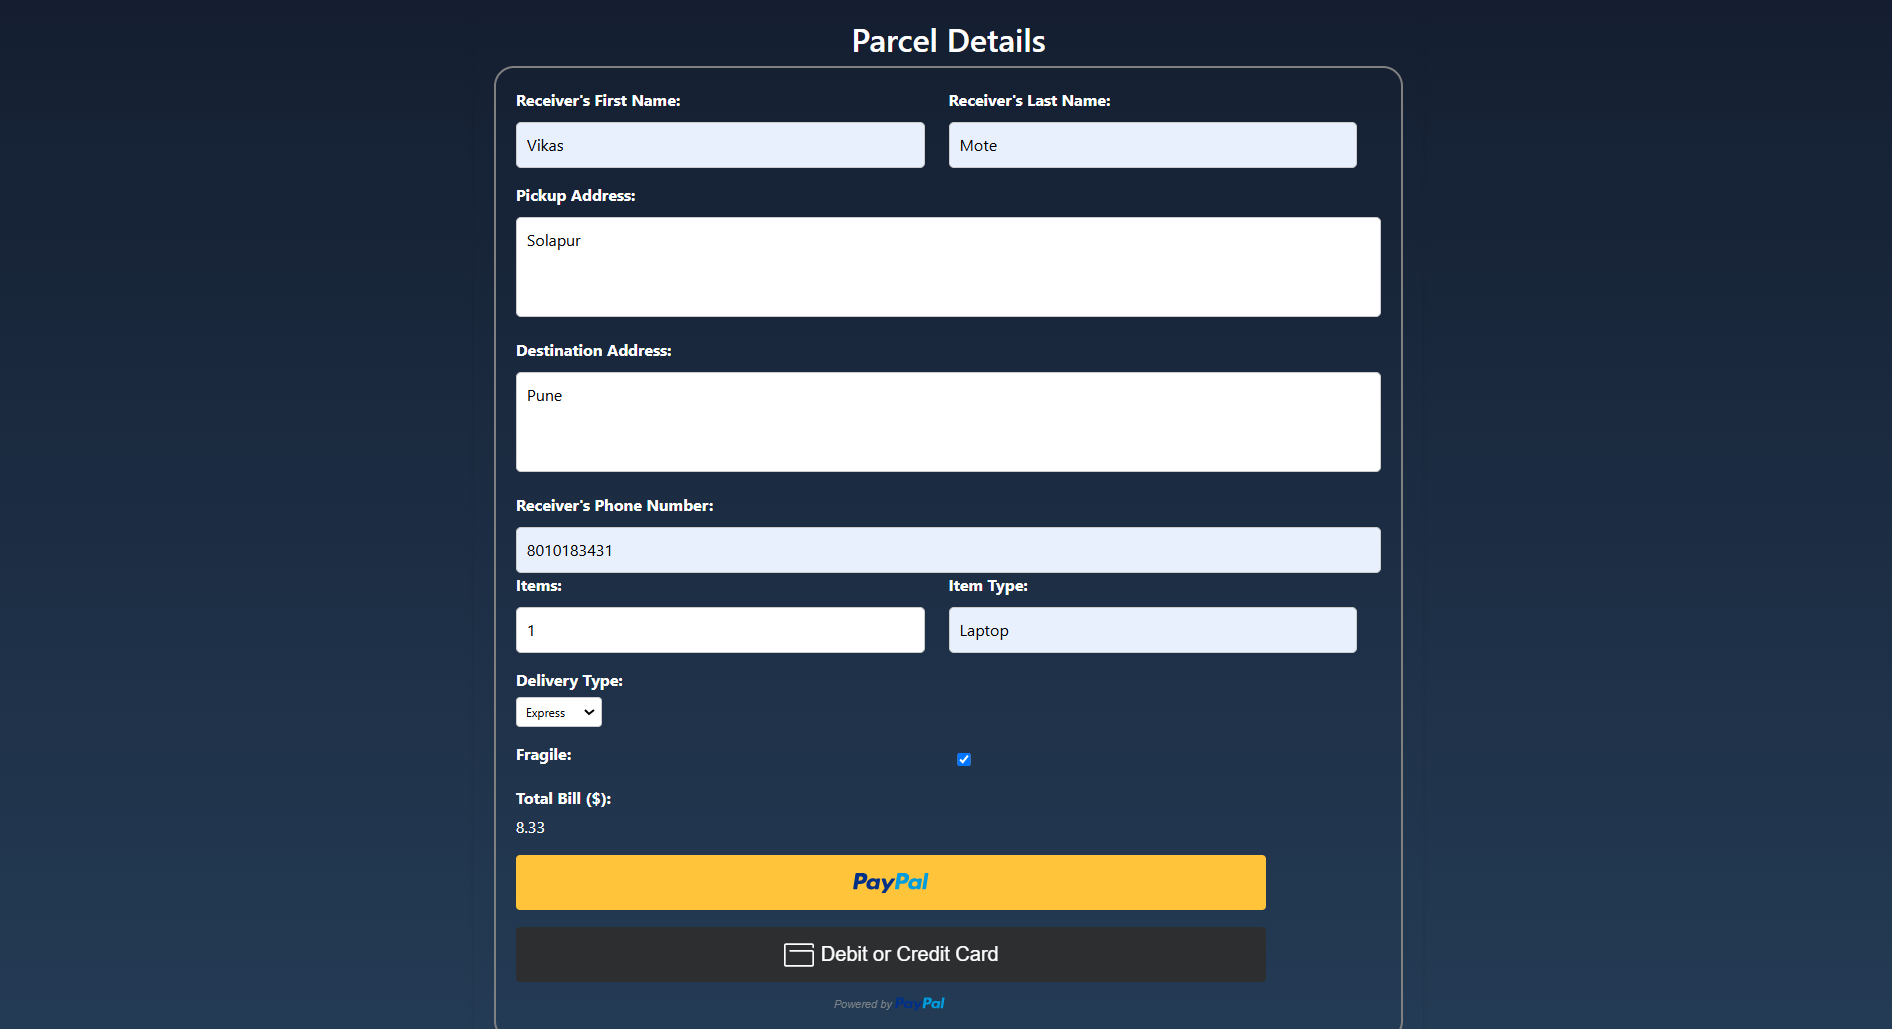 Parcel Details
Receiver's First Name: Receiver's Last Name:
Vikas Mote
Pickup Address:
Solapur
Destination Address:
Pune
Receiver's Phone Number:
8010183431
Items: Item Type:
1 Laptop
Delivery Type:
Express
Fragile:
Total Bill ($):
8.33
PayPal
Debit or Credit Card
Powered by PayPal